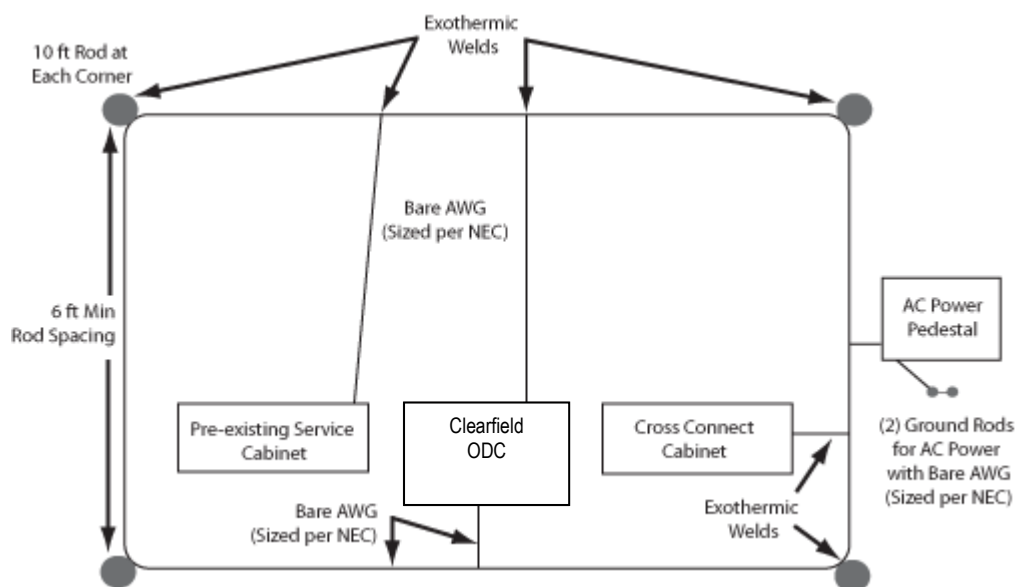 Exothermic
Welds
10 ft Rod at
Each Corner
Bare AWG
(Sized per NEC)
6 ft Min
Rod Spacing
AC Power
Pedestal
Pre-existing Service
Cabinet
Clearfield
ODC
Cross Connect
Cabinet
(2) Ground Rods
for AC Power
with Bare AWG
(Sized per NEC)
Bare AWG
(Sized per NEC)
Exothermic
Welds